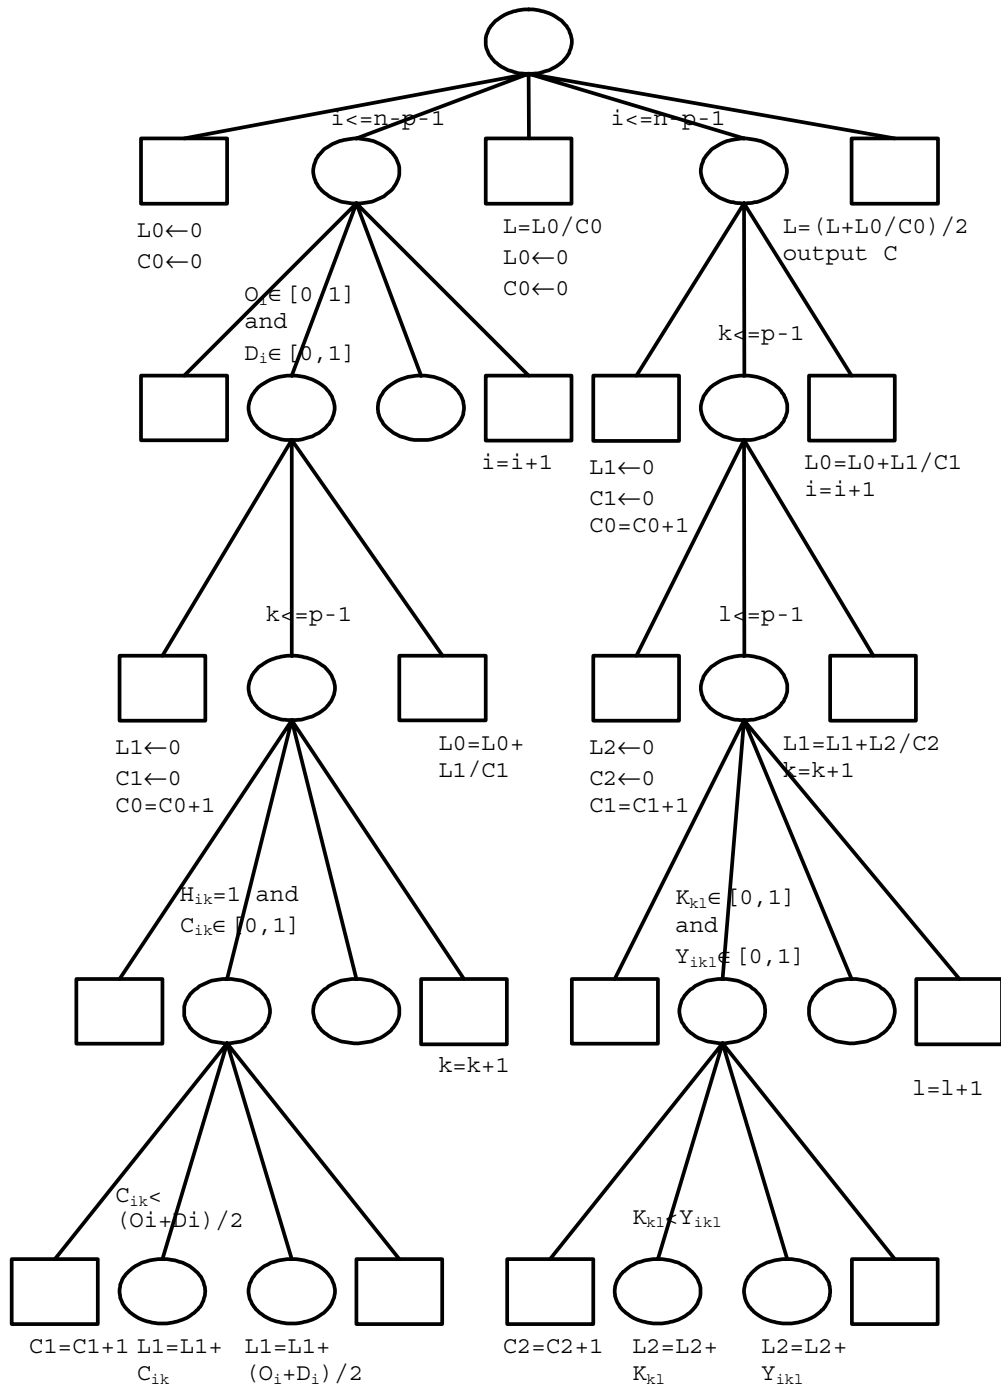 i<=n-p-1
i<=n-p-1
L0←0
C0←0
L=L0/C0
L0←0
C0←0
L=(L+L0/C0)/2
output C
Oi∈[0 1]
and
Di∈[0,1]
k<=p-1
i=i+1
L1←0
C1←0
C0=C0+1
L0=L0+L1/C1
i=i+1
k<=p-1
l<=p-1
L1←0
C1←0
C0=C0+1
L0=L0+
L1/C1
L2←0
C2←0
C1=C1+1
L1=L1+L2/C2
k=k+1
Hik=1 and
Cik∈[0,1]
Kkl∈[0,1]
and
Yikl∈[0,1]
k=k+1
l=l+1
Cik<
(Oi+Di)/2
Kkl<Yikl
C1=C1+1
L1=L1+
Cik
L1=L1+
(Oi+Di)/2
C2=C2+1
L2=L2+
Kkl
L2=L2+
Yikl